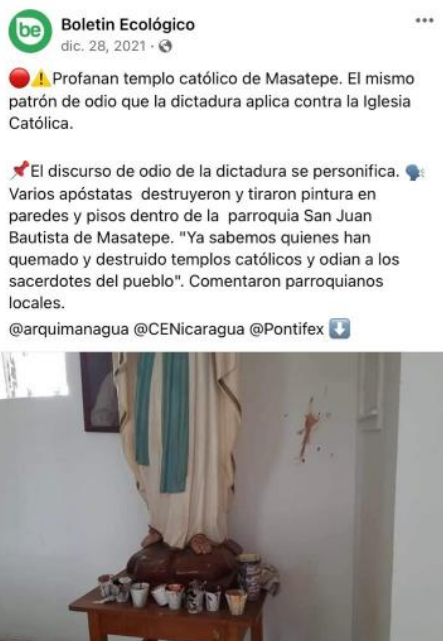 be
Boletin Ecológico
dic. 28, 2021 ·
Profanan templo católico de Masatepe. El mismo
patrón de odio que la dictadura aplica contra la Iglesia
Católica.
El discurso de odio de la dictadura se personifica.
Varios apóstatas destruyeron y tiraron pintura en
paredes y pisos dentro de la parroquia San Juan
Bautista de Masatepe. "Ya sabemos quienes han
quemado y destruido templos católicos y odian a los
sacerdotes del pueblo". Comentaron parroquianos
locales.
@arquimanagua @CENicaragua @Pontifex